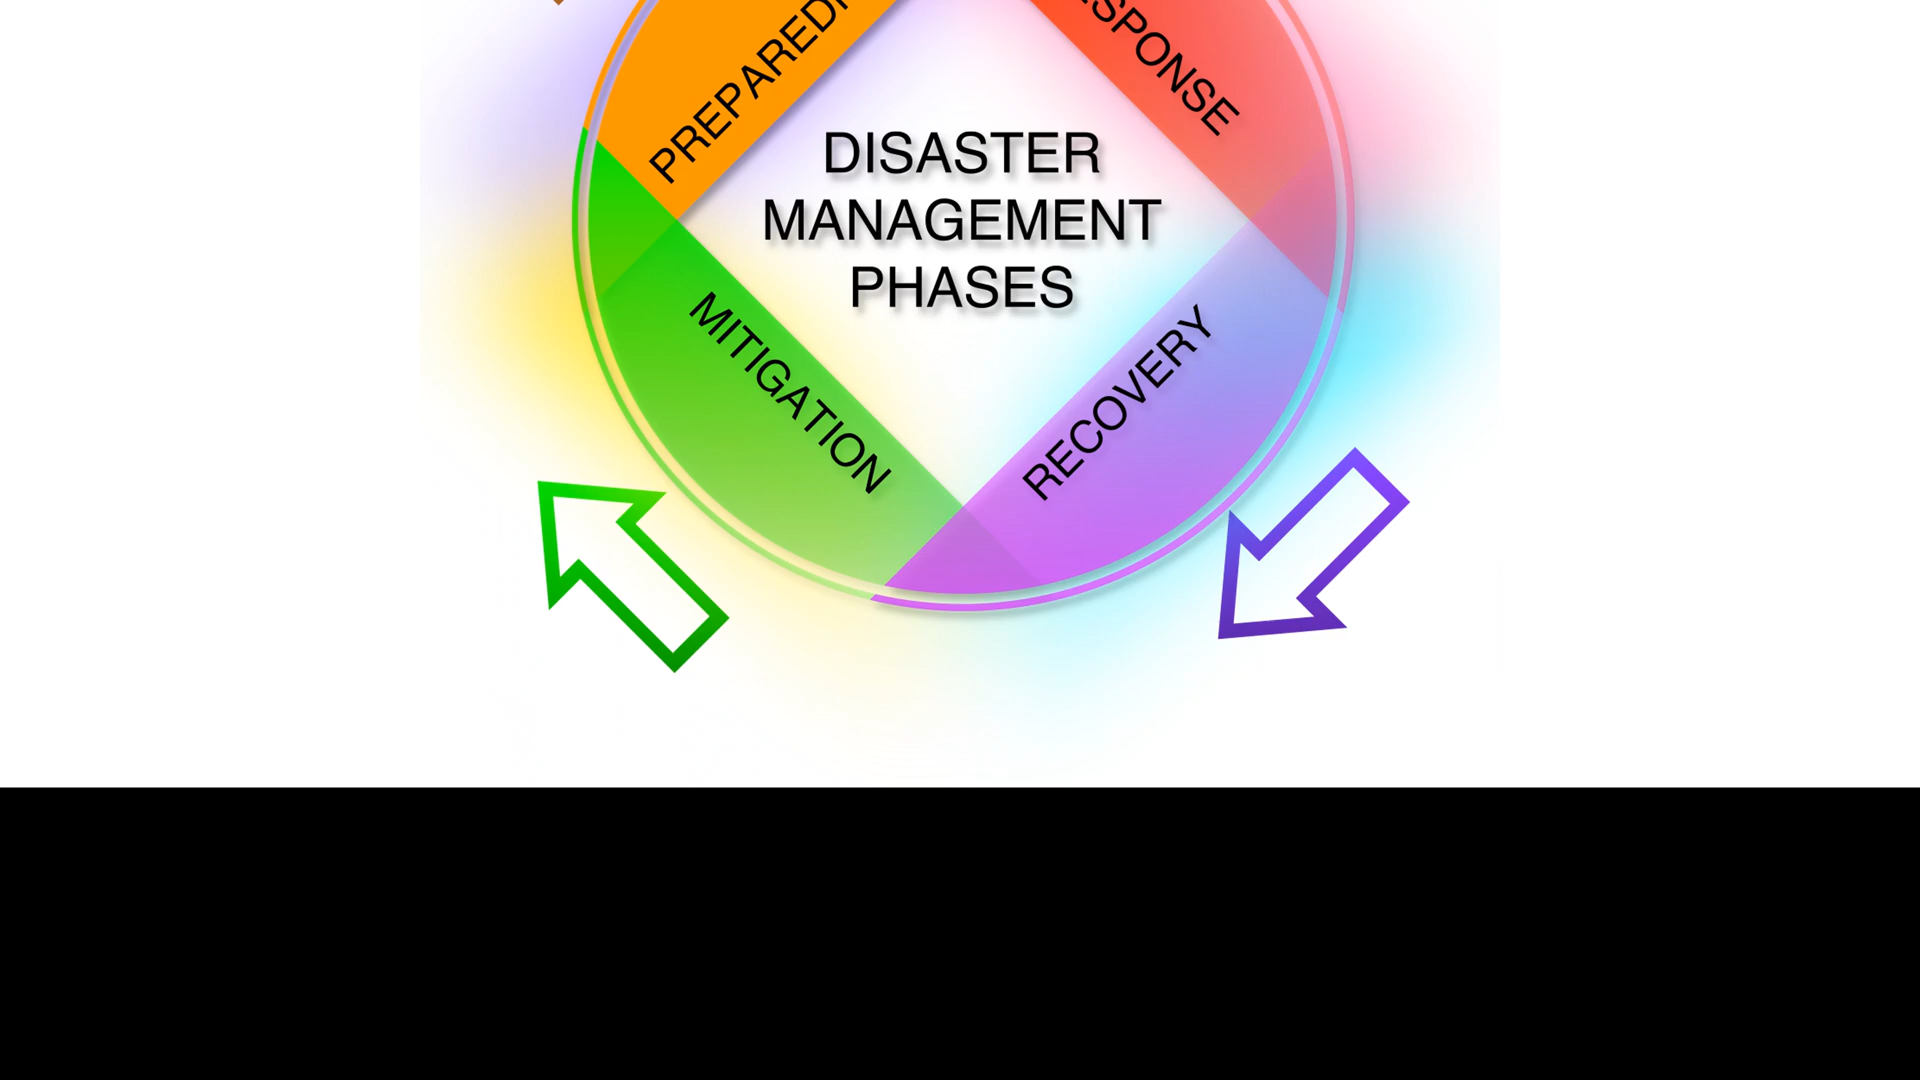 PREPARED
SPONSE
DISASTER
MANAGEMENT
PHASES
MITIGATION
RECOVERY